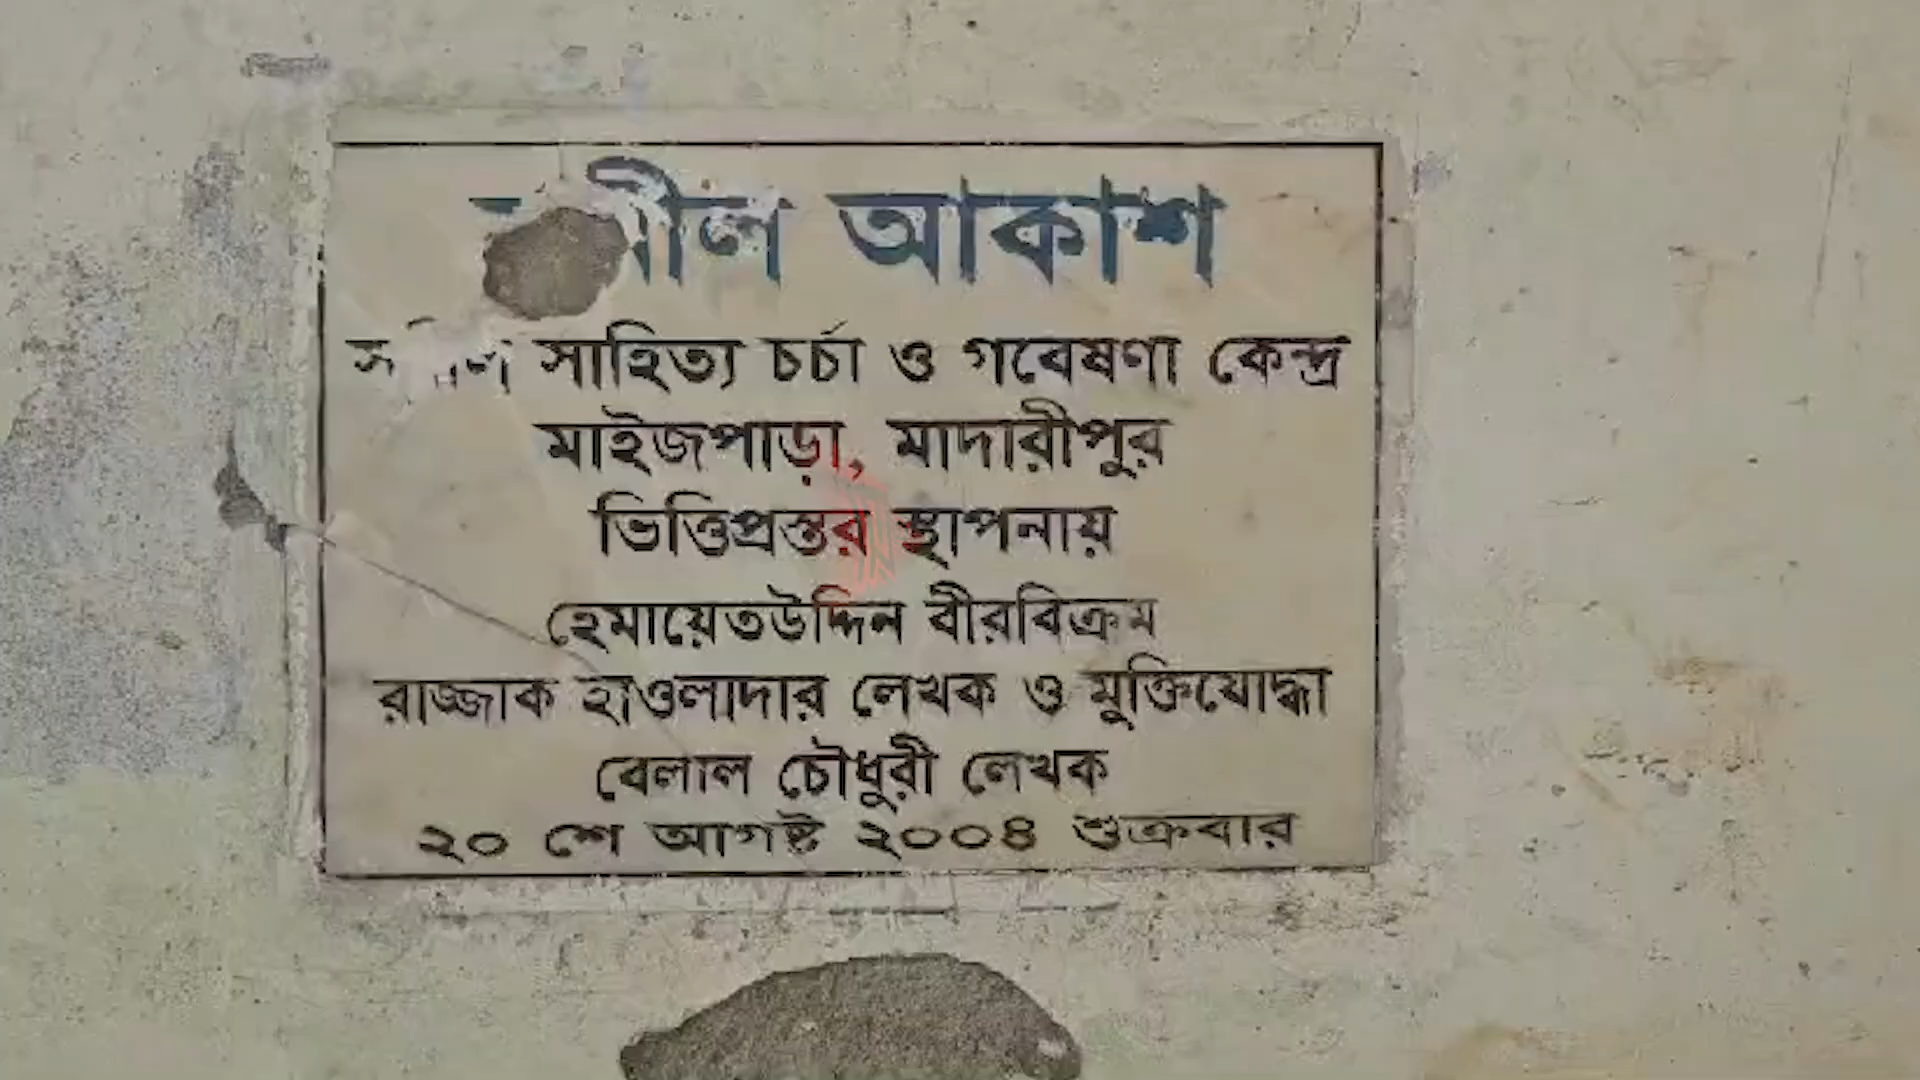 আকাশ
সাহিত্য চর্চা ও গবেষণা কেন্দ্র
মাইজপাড়া, মাদারীপুর
ভিত্তিপ্রস্তর স্থাপনায়
হেমায়েতউদ্দিন বীরবিক্রম
রাজ্জাক হাওলাদার লেখক ও মুক্তিযোদ্ধা
বেলাল চৌধুরী লেখক
২০ শে আগষ্ট ২০০৪ শুক্রবার